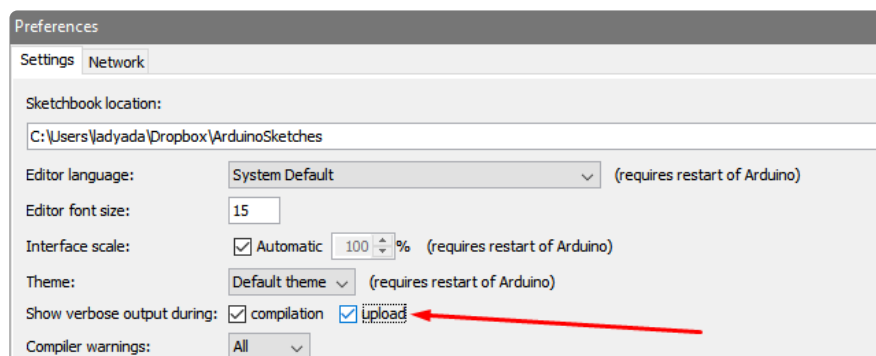 Preferences
Settings Network
Sketchbook location:
C:\Users\ladyada\Dropbox\ArduinoSketches
Editor language: System Default (requires restart of Arduino)
Editor font size: 15
Interface scale: Automatic 100 % (requires restart of Arduino)
Theme: Default theme (requires restart of Arduino)
Show verbose output during: compilation upload
Compiler warnings: All